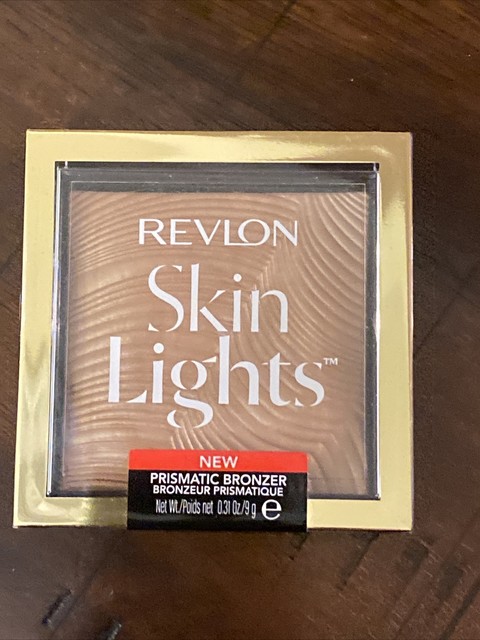 REVLON
Skin
Lights™
NEW
PRISMATIC BRONZER
BRONZEUR PRISMATIQUE
Net Wt./Poids net 0.31 Oz/9 g ℮